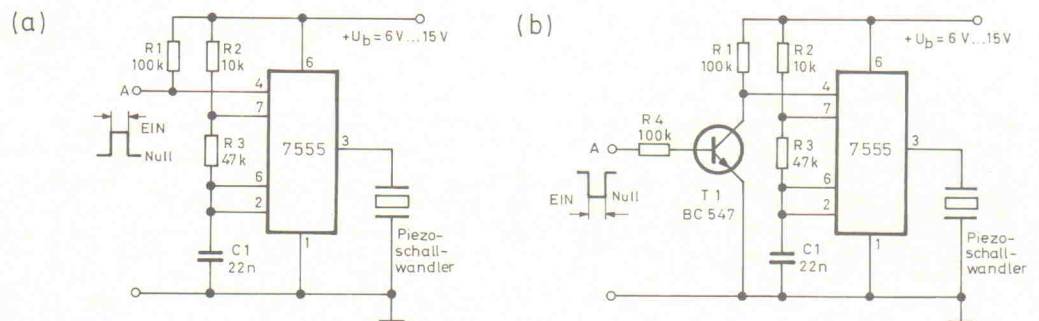 (a)
+U_b = 6 V ... 15 V
R1
100k
R2
10k
6
A
4
7
EIN
Null
R3
47k
7555
3
6
2
1
C1
22n
Piezo-
schall-
wandler
(b)
+U_b = 6 V ... 15 V
R1
100k
R2
10k
6
4
7
R4
100k
A
R3
47k
7555
3
EIN
Null
T1
BC 547
6
2
1
C1
22n
Piezo-
schall-
wandler